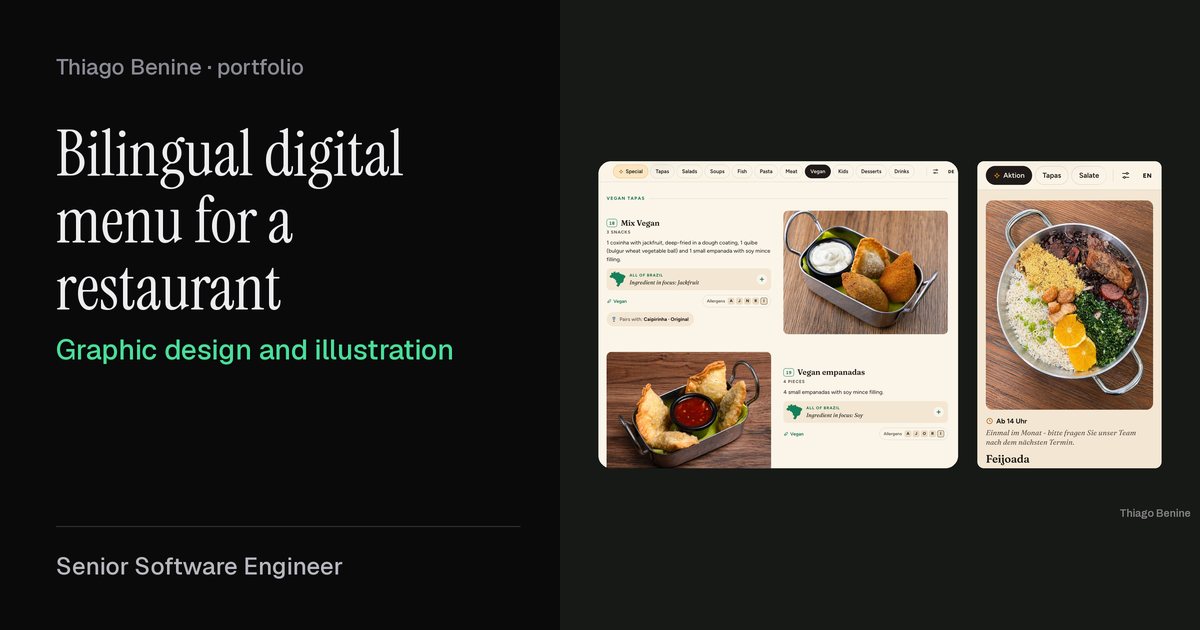 Thiago Benine · portfolio
Bilingual digital
menu for a
restaurant
Graphic design and illustration
Senior Software Engineer
Special Tapas Salads Soups Fish Pasta Meat Vegan Kids Desserts Drinks DE
VEGAN TAPAS
18 Mix Vegan
3 SNACKS
1 coxinha with jackfruit, deep-fried in a dough coating, 1 quibe
(bulgur wheat vegetable ball) and 1 small empanada with soy mince
filling.
ALL OF BRAZIL
Ingredient in focus: Jackfruit
Vegan
Allergens A J N R I
Pairs with: Caipirinha · Original
19 Vegan empanadas
4 PIECES
4 small empanadas with soy mince filling.
ALL OF BRAZIL
Ingredient in focus: Soy
Vegan
Allergens A J O R I
Aktion Tapas Salate EN
Ab 14 Uhr
Einmal im Monat - bitte fragen Sie unser Team
nach dem nächsten Termin.
Feijoada
Thiago Benine